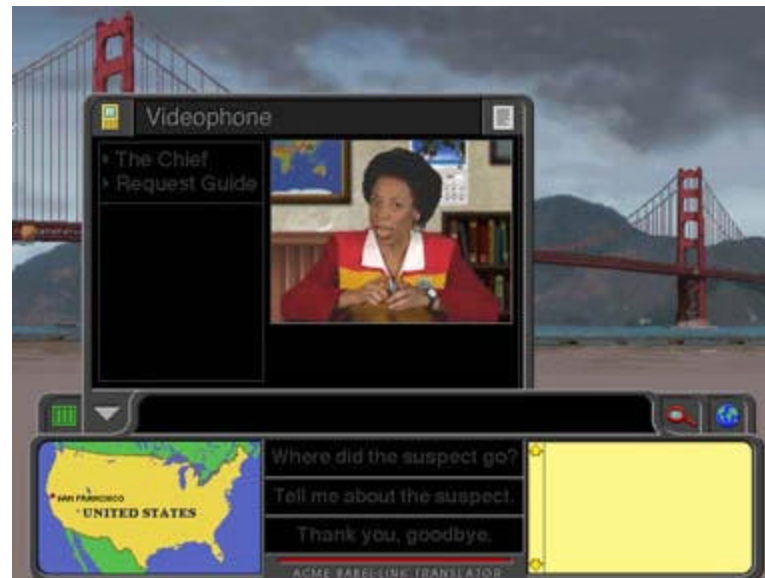 Videophone
The Chief
Request Guide
Where did the suspect go?
Tell me about the suspect.
Thank you, goodbye.
SAN FRANCISCO
UNITED STATES
ACME BABEL-LINK TRANSLATOR